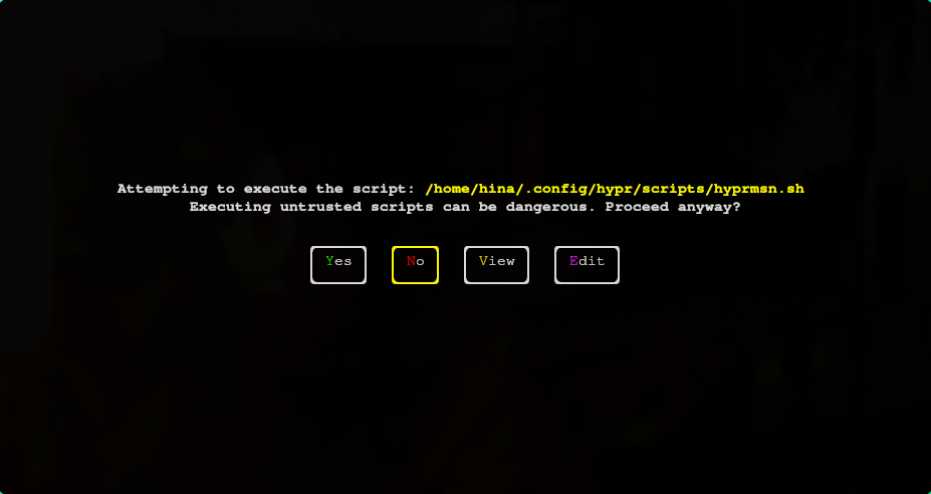 Attempting to execute the script: /home/hina/.config/hypr/scripts/hyprmsn.sh
Executing untrusted scripts can be dangerous. Proceed anyway?
Yes No View Edit